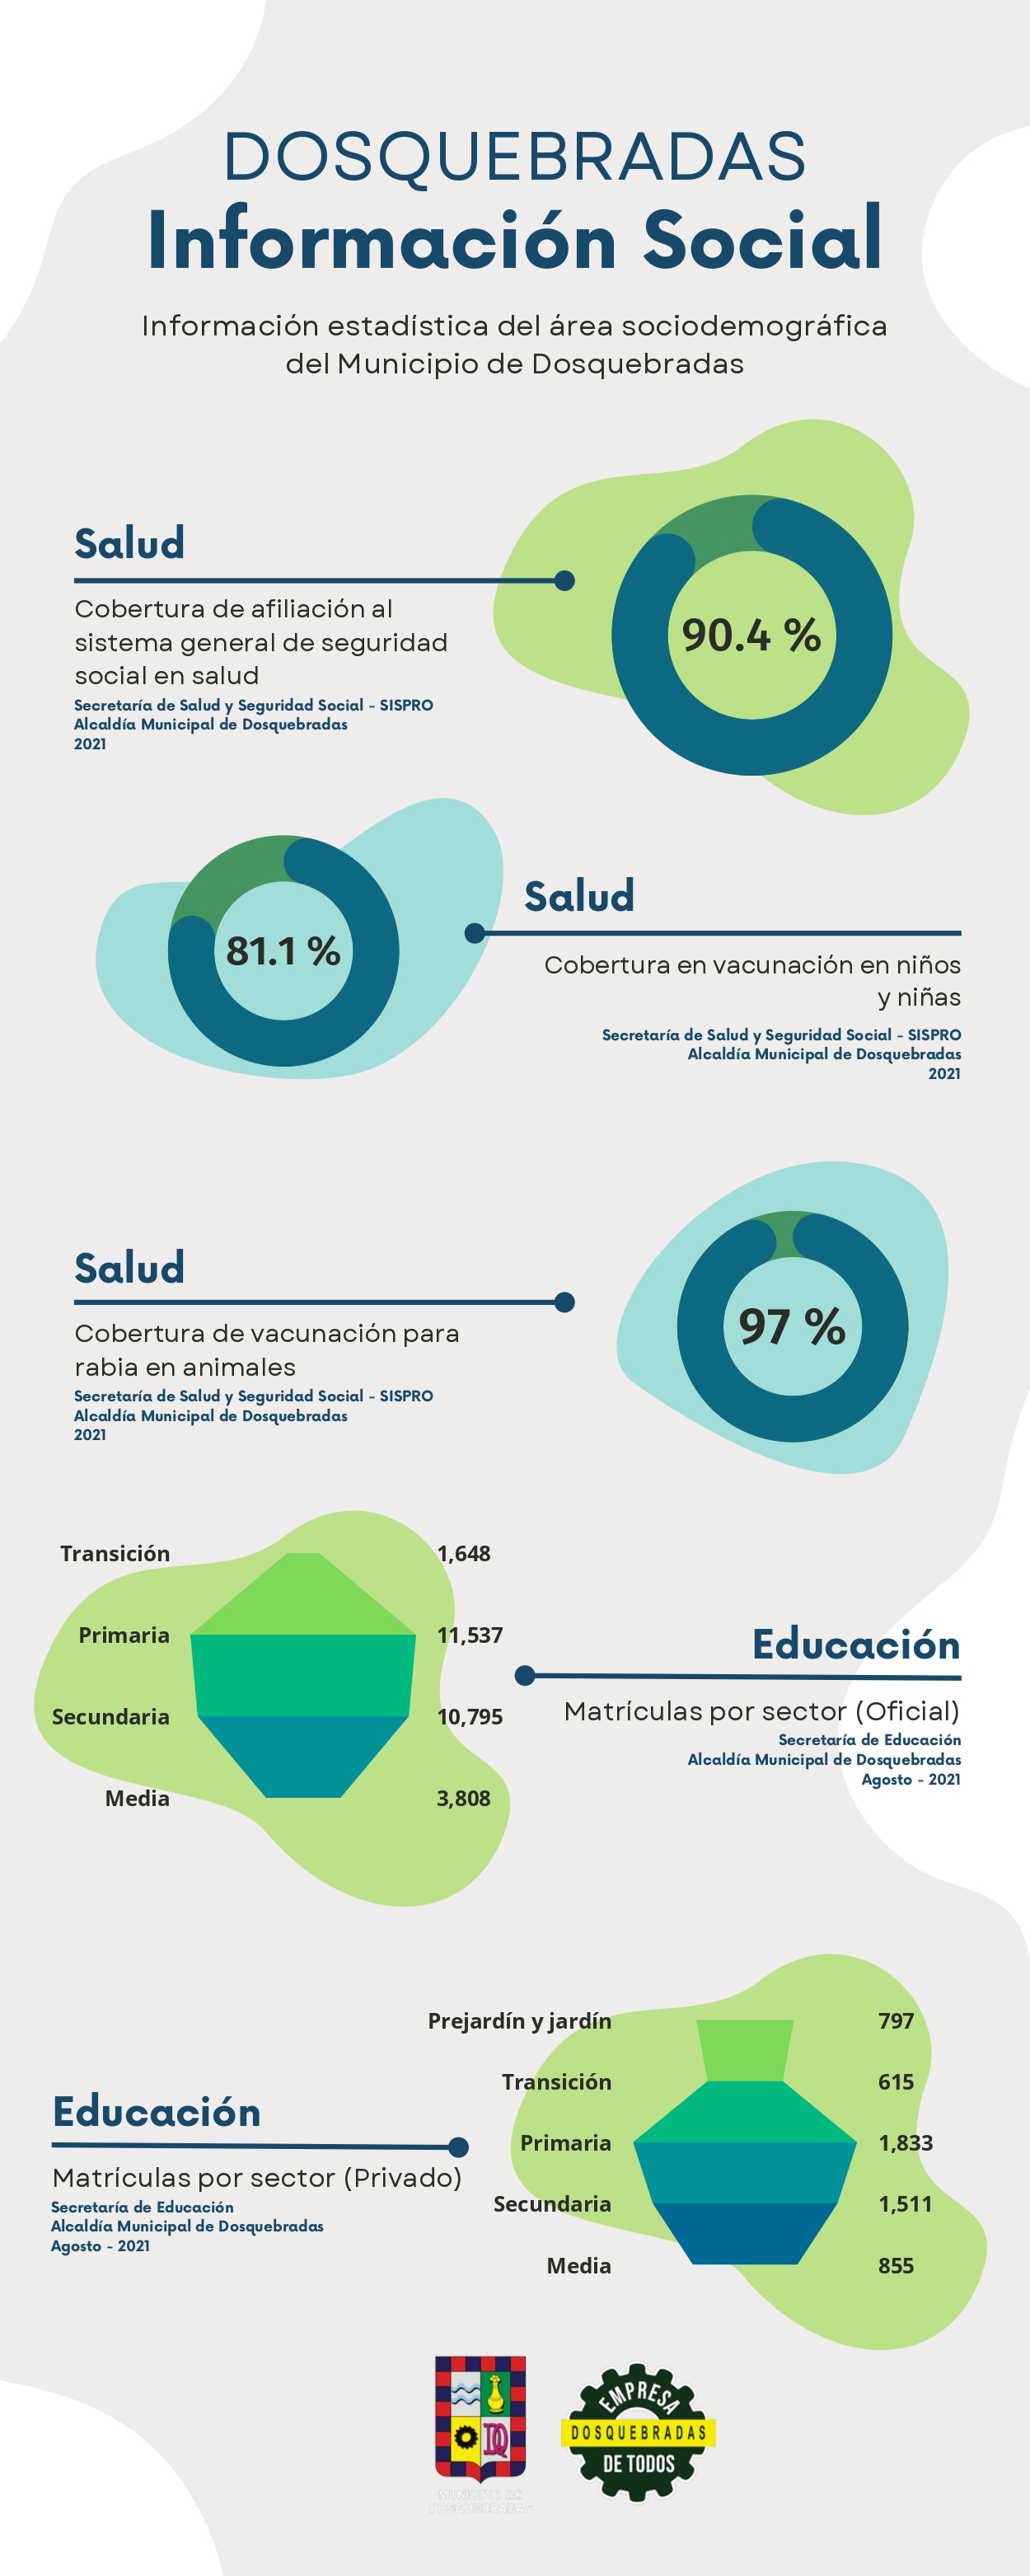 DOSQUEBRADAS
Información Social
Información estadística del área sociodemográfica
del Municipio de Dosquebradas
Salud
Cobertura de afiliación al
sistema general de seguridad
social en salud
Secretaría de Salud y Seguridad Social - SISPRO
Alcaldía Municipal de Dosquebradas
2021
90.4 %
81.1 %
Salud
Cobertura en vacunación en niños
y niñas
Secretaría de Salud y Seguridad Social - SISPRO
Alcaldía Municipal de Dosquebradas
2021
Salud
Cobertura de vacunación para
rabia en animales
Secretaría de Salud y Seguridad Social - SISPRO
Alcaldía Municipal de Dosquebradas
2021
97 %
Transición 1,648
Primaria 11,537
Secundaria 10,795
Media 3,808
Educación
Matrículas por sector (Oficial)
Secretaría de Educación
Alcaldía Municipal de Dosquebradas
Agosto - 2021
Educación
Matrículas por sector (Privado)
Secretaría de Educación
Alcaldía Municipal de Dosquebradas
Agosto - 2021
Prejardín y jardín 797
Transición 615
Primaria 1,833
Secundaria 1,511
Media 855
DQ
MUNICIPIO DE
DOSQUEBRADAS
EMPRESA
DOSQUEBRADAS
DE TODOS